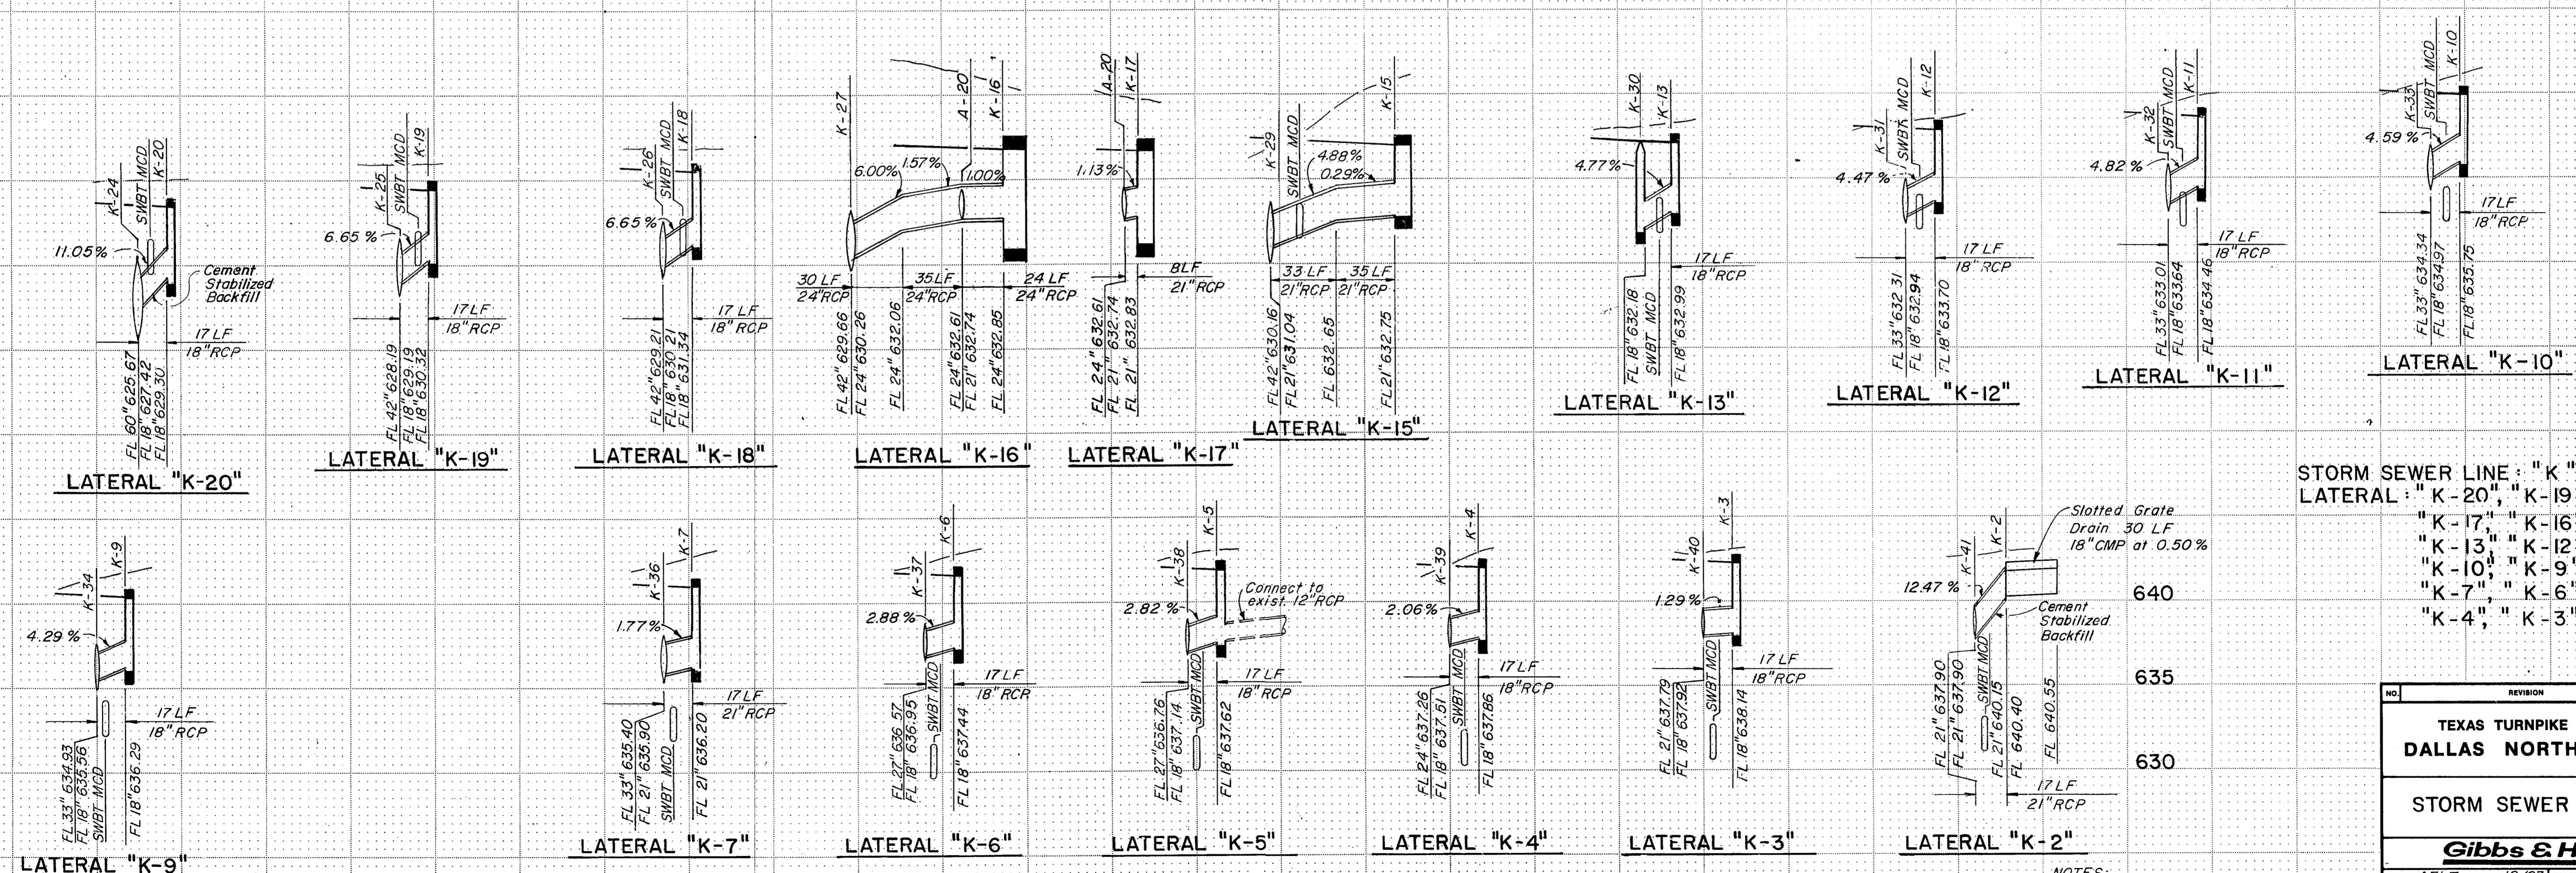 K-24
SWBT MCD
K-20
11.05%
Cement
Stabilized
Backfill
17 LF
18"RCP
FL 60"625.67
FL 18"627.42
FL 18"629.30
LATERAL "K-20"
K-25
SWBT MCD
K-19
6.65%
17 LF
18"RCP
FL 42"628.19
FL 18"629.19
FL 18"630.32
LATERAL "K-19"
K-26
SWBT MCD
K-18
6.65%
17 LF
18"RCP
FL 42"629.21
FL 18"630.21
FL 18"631.34
LATERAL "K-18"
K-27
A-20
K-16
6.00%
1.57%
1.00%
30 LF
24"RCP
35 LF
24"RCP
24 LF
24"RCP
FL 42"629.66
FL 24"630.26
FL 24"632.06
FL 24"632.61
FL 21"632.74
FL 24"632.85
LATERAL "K-16"
A-20
K-17
1.13%
8LF
21"RCP
FL 24"632.61
FL 21"632.74
FL 21"632.83
LATERAL "K-17"
K-29
SWBT MCD
K-15
4.88%
0.29%
33 LF
21"RCP
35 LF
21"RCP
FL 42"630.16
FL 21"631.04
FL 632.65
FL 21"632.75
LATERAL "K-15"
K-30
K-13
4.77%
17 LF
18"RCP
FL 18"632.18
SWBT MCD
FL 18"632.99
LATERAL "K-13"
K-31
SWBT MCD
K-12
4.47%
17 LF
18"RCP
FL 33"632.31
FL 18"632.94
FL 18"633.70
LATERAL "K-12"
K-32
SWBT MCD
K-11
4.82%
17 LF
18"RCP
FL 33"633.01
FL 18"633.64
FL 18"634.46
LATERAL "K-11"
K-33
SWBT MCD
K-10
4.59%
17LF
18"RCP
FL 33"634.34
FL 18"634.97
FL 18"635.75
LATERAL "K-10"
STORM SEWER LINE: "K"
LATERAL: "K-20", "K-19
"K-17", "K-16
"K-13", "K-12
"K-10", "K-9"
"K-7", "K-6"
"K-4", "K-3"
K-34
K-9
4.29%
17 LF
18"RCP
FL 33"634.93
FL 18"635.56
SWBT MCD
FL 18"636.29
LATERAL "K-9"
K-36
K-7
1.77%
17 LF
21"RCP
FL 33"635.40
FL 21"635.90
SWBT MCD
FL 21"636.20
LATERAL "K-7"
K-37
K-6
2.88%
17 LF
18"RCP
FL 27"636.57
FL 18"636.95
SWBT MCD
FL 18"637.44
LATERAL "K-6"
K-38
K-5
2.82%
Connect to
exist. 12"RCP
17 LF
18"RCP
FL 27"636.76
FL 18"637.14
SWBT MCD
FL 18"637.62
LATERAL "K-5"
K-39
K-4
2.06%
17 LF
18"RCP
FL 24"637.26
FL 18"637.51
SWBT MCD
FL 18"637.86
LATERAL "K-4"
K-40
K-3
1.29%
17 LF
18"RCP
FL 21"637.79
FL 18"637.92
SWBT MCD
FL 18"638.14
LATERAL "K-3"
K-41
K-2
Slotted Grate
Drain 30 LF
18"CMP at 0.50%
12.47%
Cement
Stabilized
Backfill
FL 21"637.90
FL 21"637.90
SWBT MCD
FL 21"640.15
FL 640.40
FL 640.55
17 LF
21"RCP
LATERAL "K-2"
640
635
630
NO.
REVISION
TEXAS TURNPIKE
DALLAS NORTH
STORM SEWER
Gibbs & H
NOTES: